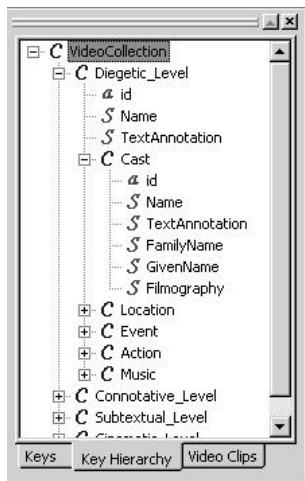 C VideoCollection
C Diegetic_Level
a id
S Name
S TextAnnotation
C Cast
a id
S Name
S TextAnnotation
S FamilyName
S GivenName
S Filmography
C Location
C Event
C Action
C Music
C Connotative_Level
C Subtextual_Level
Keys Key Hierarchy Video Clips